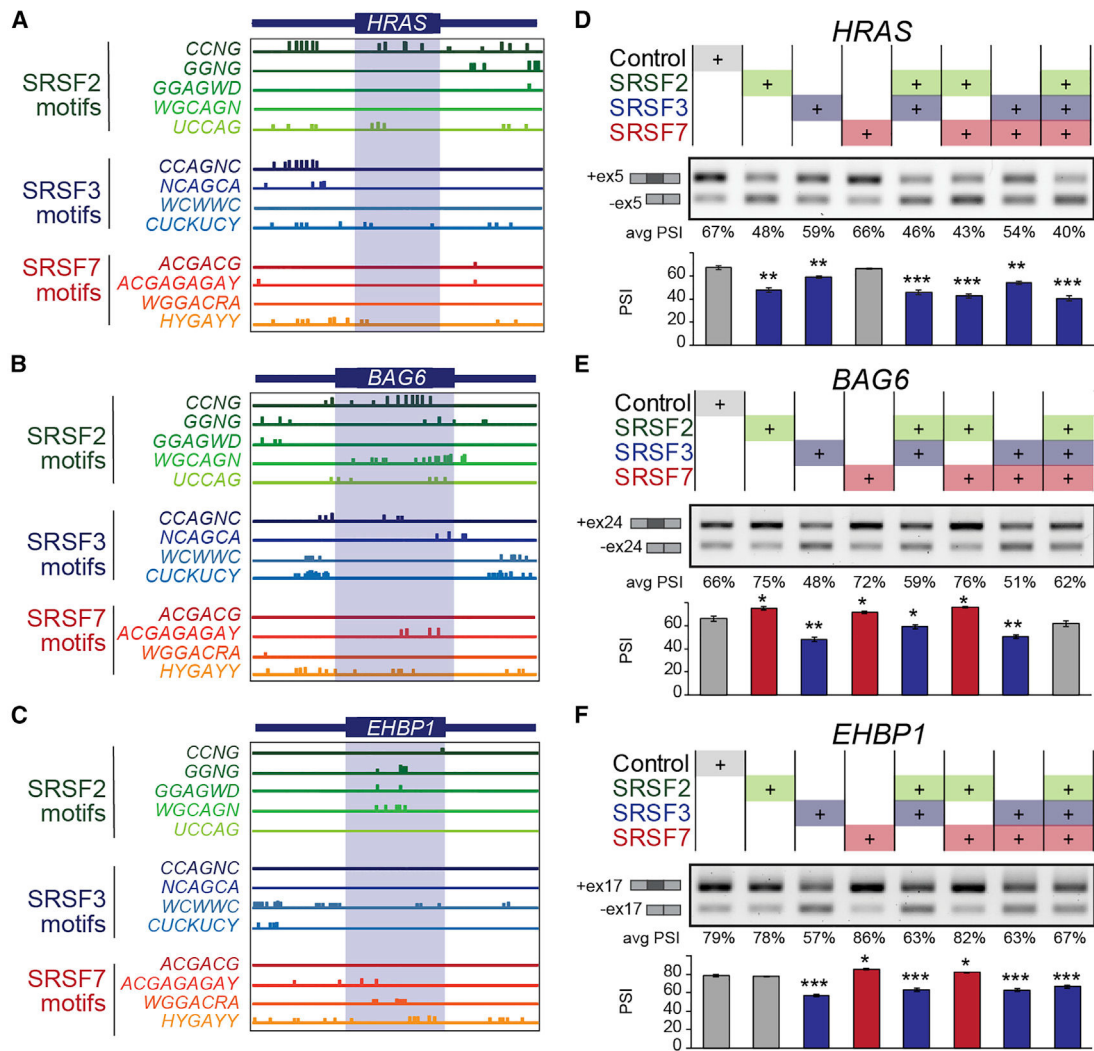 A
HRAS
SRSF2
motifs
CCNG
GGNG
GGAGWD
WGCAGN
UCCAG
SRSF3
motifs
CCAGNC
NCAGCA
WCWWC
CUCKUCY
SRSF7
motifs
ACGACG
ACGAGAGAY
WGGACRA
HYGAYY
B
BAG6
SRSF2
motifs
CCNG
GGNG
GGAGWD
WGCAGN
UCCAG
SRSF3
motifs
CCAGNC
NCAGCA
WCWWC
CUCKUCY
SRSF7
motifs
ACGACG
ACGAGAGAY
WGGACRA
HYGAYY
C
EHBP1
SRSF2
motifs
CCNG
GGNG
GGAGWD
WGCAGN
UCCAG
SRSF3
motifs
CCAGNC
NCAGCA
WCWWC
CUCKUCY
SRSF7
motifs
ACGACG
ACGAGAGAY
WGGACRA
HYGAYY
D
HRAS
Control +
SRSF2 + + + +
SRSF3 + + + +
SRSF7 + + + +
+ex5
-ex5
avg PSI 67% 48% 59% 66% 46% 43% 54% 40%
PSI
80
40
0
** ** *** *** ** ***
E
BAG6
Control +
SRSF2 + + + +
SRSF3 + + + +
SRSF7 + + + +
+ex24
-ex24
avg PSI 66% 75% 48% 72% 59% 76% 51% 62%
PSI
80
40
0
* ** * * * **
F
EHBP1
Control +
SRSF2 + + + +
SRSF3 + + + +
SRSF7 + + + +
+ex17
-ex17
avg PSI 79% 78% 57% 86% 63% 82% 63% 67%
PSI
80
40
0
*** * *** * *** ***